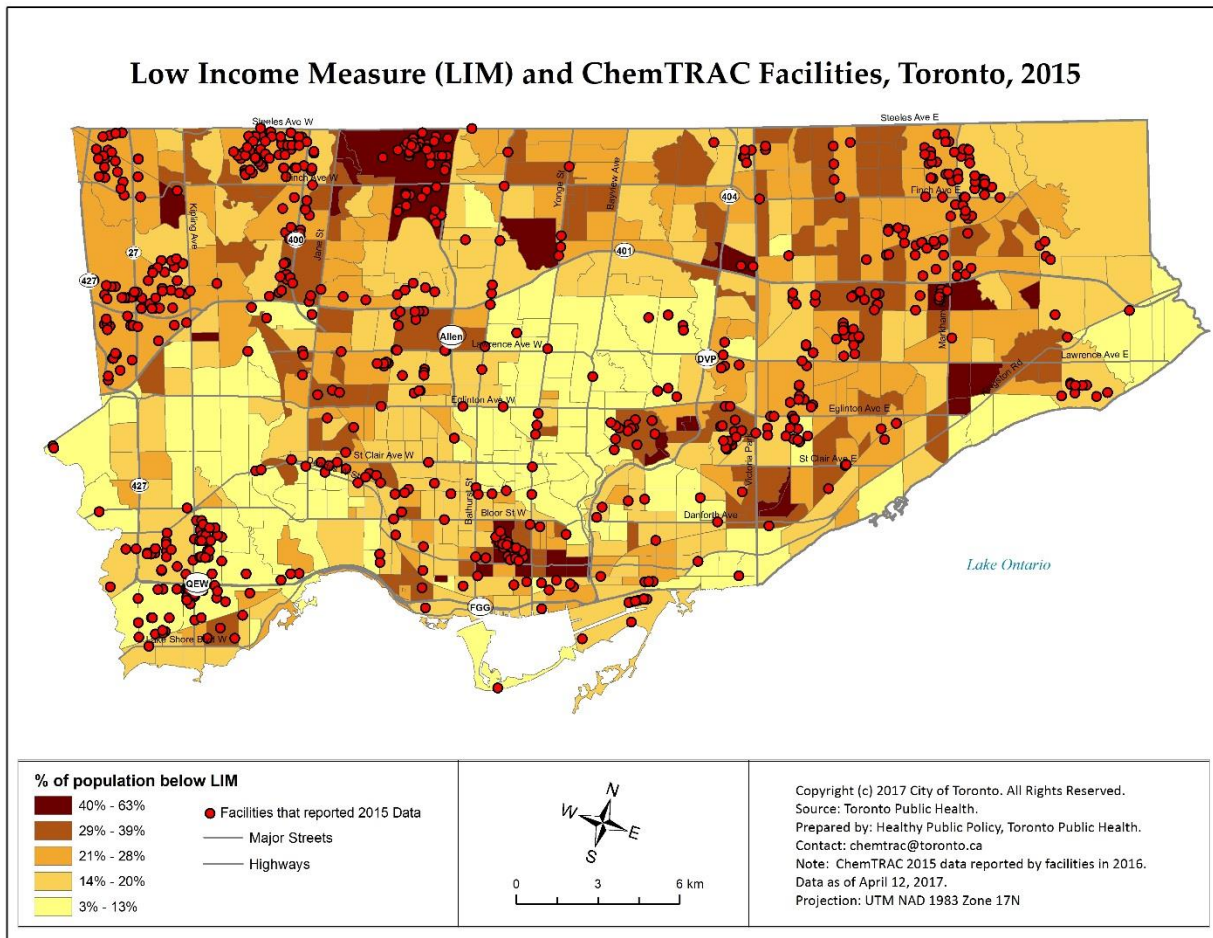 Low Income Measure (LIM) and ChemTRAC Facilities, Toronto, 2015
Steeles Ave W
Steeles Ave E
Finch Ave W
Finch Ave E
Kipling Ave
Jane St
Yonge St
Bayview Ave
404
27
400
401
427
Allen
Lawrence Ave W
DVP
Markham
Lawrence Ave E
Kingston Rd
Eglinton Ave W
Eglinton Ave E
St Clair Ave W
St Clair Ave E
Victoria Park
427
Bathurst St
Bloor St W
Danforth Ave
QEW
FGG
Lake Shore Blvd W
Lake Ontario
% of population below LIM
40% - 63%
29% - 39%
21% - 28%
14% - 20%
3% - 13%
Facilities that reported 2015 Data
Major Streets
Highways
N
W
E
S
0 3 6 km
Copyright (c) 2017 City of Toronto. All Rights Reserved.
Source: Toronto Public Health.
Prepared by: Healthy Public Policy, Toronto Public Health.
Contact: chemtrac@toronto.ca
Note: ChemTRAC 2015 data reported by facilities in 2016.
Data as of April 12, 2017.
Projection: UTM NAD 1983 Zone 17N